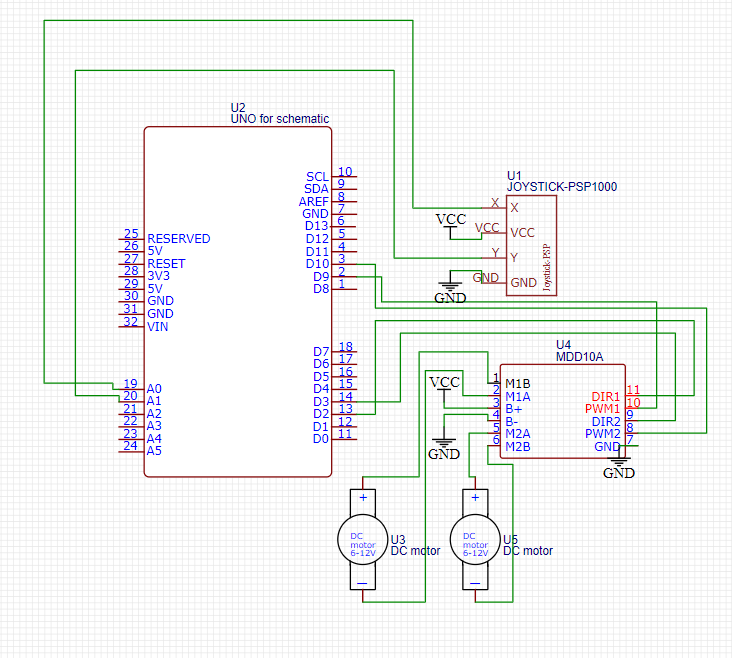 U2
UNO for schematic
SCL 10
SDA 9
AREF 8
GND 7
D13 6
D12 5
D11 4
D10 3
D9 2
D8 1
25 RESERVED
26 5V
27 RESET
28 3V3
29 5V
30 GND
31 GND
32 VIN
D7 18
D6 17
D5 16
D4 15
D3 14
D2 13
D1 12
D0 11
19 A0
20 A1
21 A2
22 A3
23 A4
24 A5
U1
JOYSTICK-PSP1000
X X
VCC
VCC VCC
Y Y
GND GND
GND
Joystick-PSP
U4
MDD10A
1 M1B
2 M1A
3 B+
4 B-
5 M2A
6 M2B
DIR1 11
PWM1 10
DIR2 9
PWM2 8
GND 7
GND
VCC
GND
+
DC
motor
6-12V
U3
DC motor
+
DC
motor
6-12V
U5
DC motor